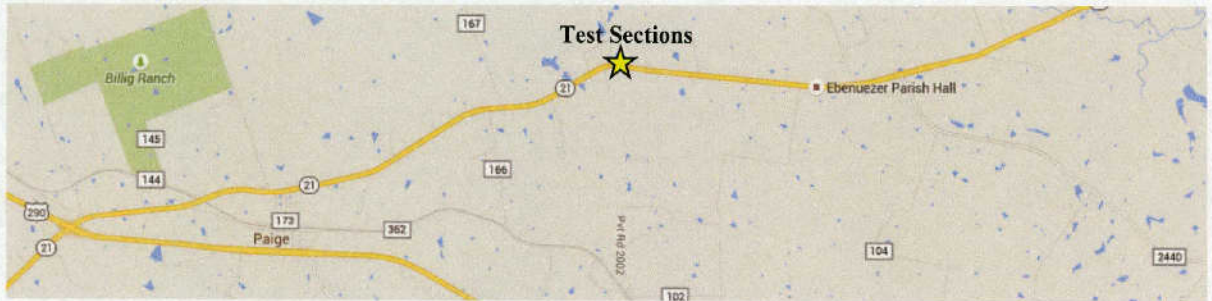 167
Test Sections
Billig Ranch
21
Ebenuezer Parish Hall
145
166
144
21
290
173
362
Pvt Rd 2002
21
Paige
104
2440
102